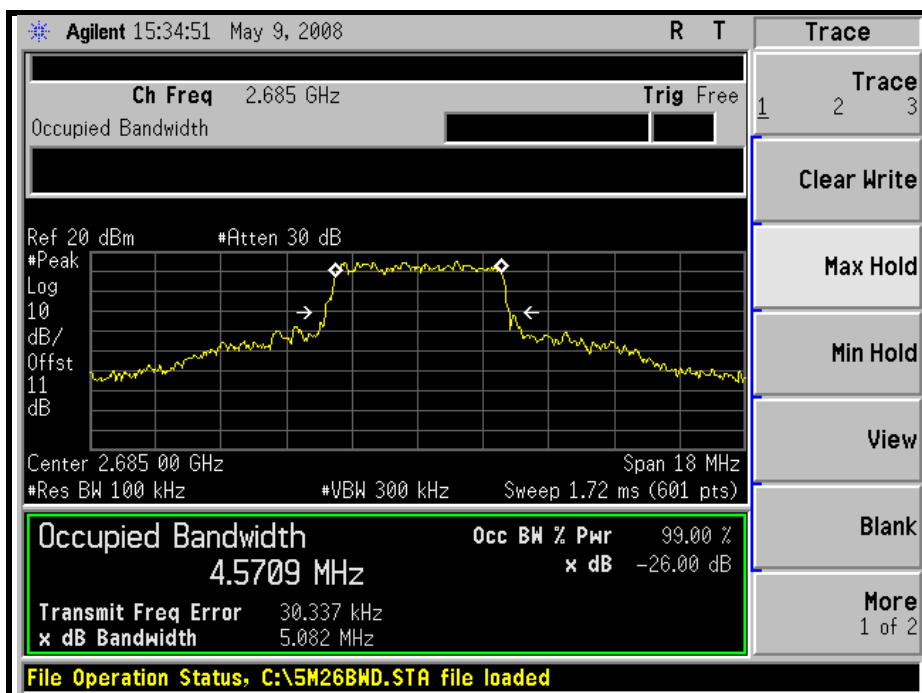 Agilent 15:34:51 May 9, 2008 R T
Trace
Ch Freq 2.685 GHz Trig Free
Occupied Bandwidth
Trace
1 2 3
Clear Write
Max Hold
Min Hold
View
Blank
More
1 of 2
Ref 20 dBm #Atten 30 dB
#Peak
Log
10
dB/
Offst
11
dB
Center 2.685 00 GHz Span 18 MHz
#Res BW 100 kHz #VBW 300 kHz Sweep 1.72 ms (601 pts)
Occupied Bandwidth Occ BW % Pwr 99.00 %
4.5709 MHz x dB -26.00 dB
Transmit Freq Error 30.337 kHz
x dB Bandwidth 5.082 MHz
File Operation Status, C:\5M26BWD.STA file loaded